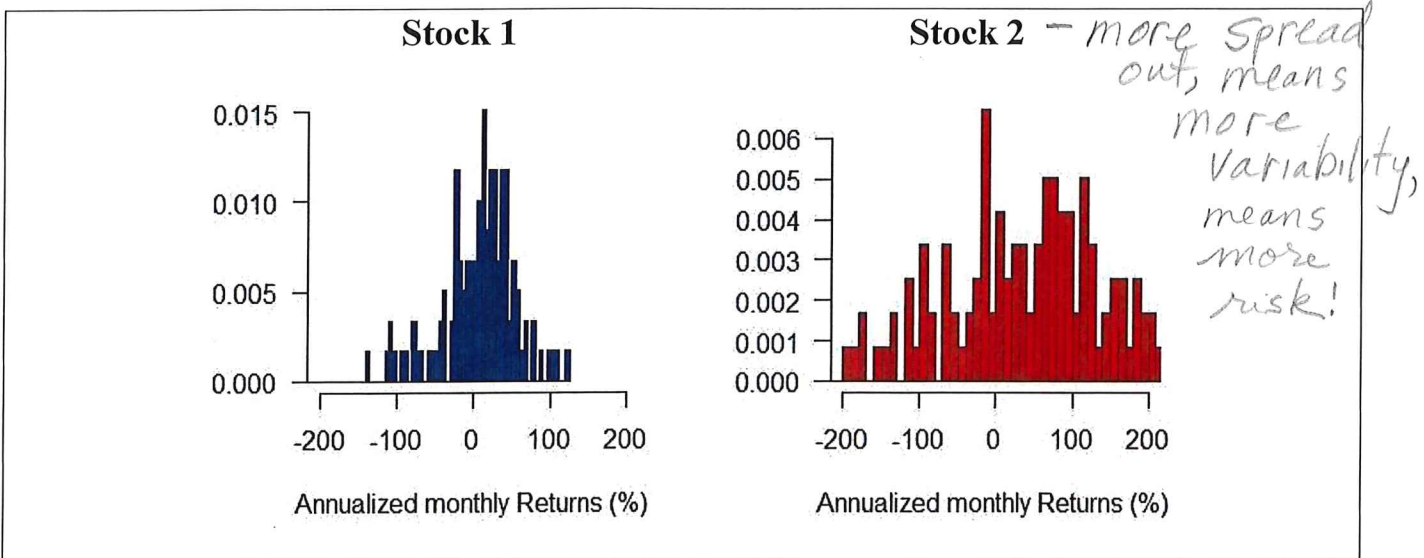 Stock 1
Stock 2 – more spread
out, means
more
variability,
means
more
risk!
0.015
0.010
0.005
0.000
-200 -100 0 100 200
Annualized monthly Returns (%)
0.006
0.005
0.004
0.003
0.002
0.001
0.000
-200 -100 0 100 200
Annualized monthly Returns (%)